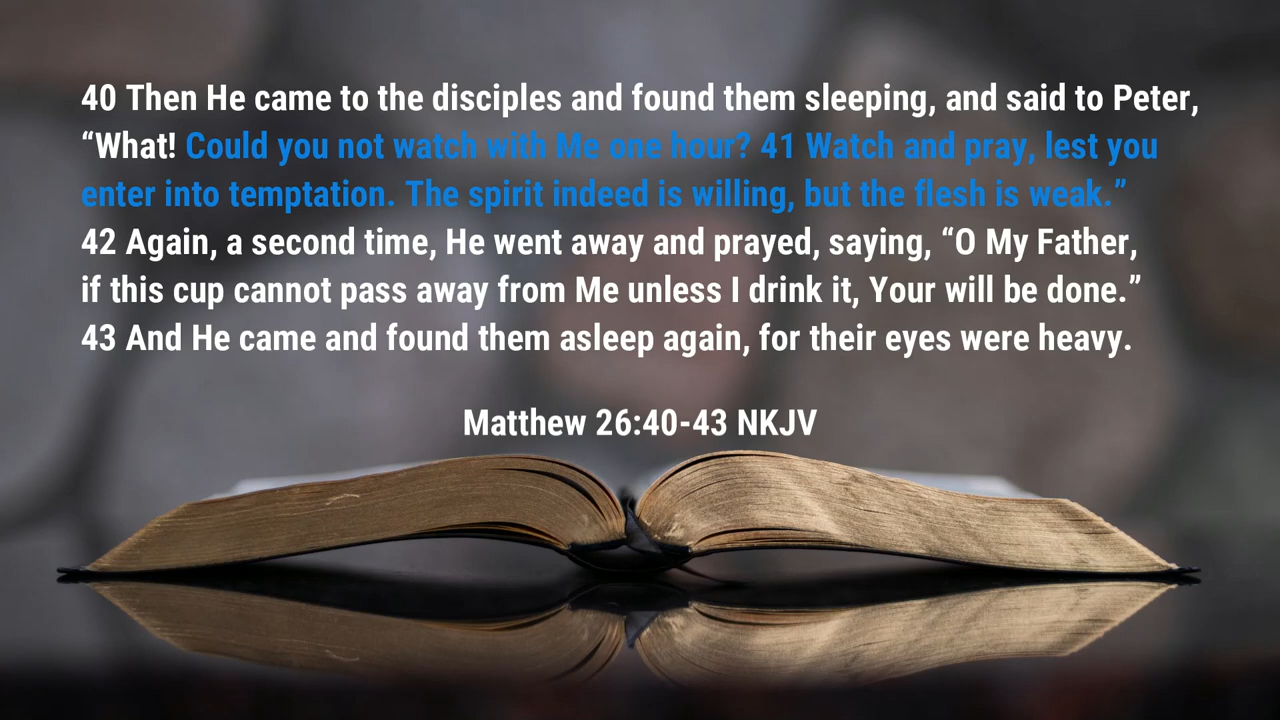 40 Then He came to the disciples and found them sleeping, and said to Peter,
“What! Could you not watch with Me one hour? 41 Watch and pray, lest you
enter into temptation. The spirit indeed is willing, but the flesh is weak.”
42 Again, a second time, He went away and prayed, saying, “O My Father,
if this cup cannot pass away from Me unless I drink it, Your will be done.”
43 And He came and found them asleep again, for their eyes were heavy.
Matthew 26:40-43 NKJV